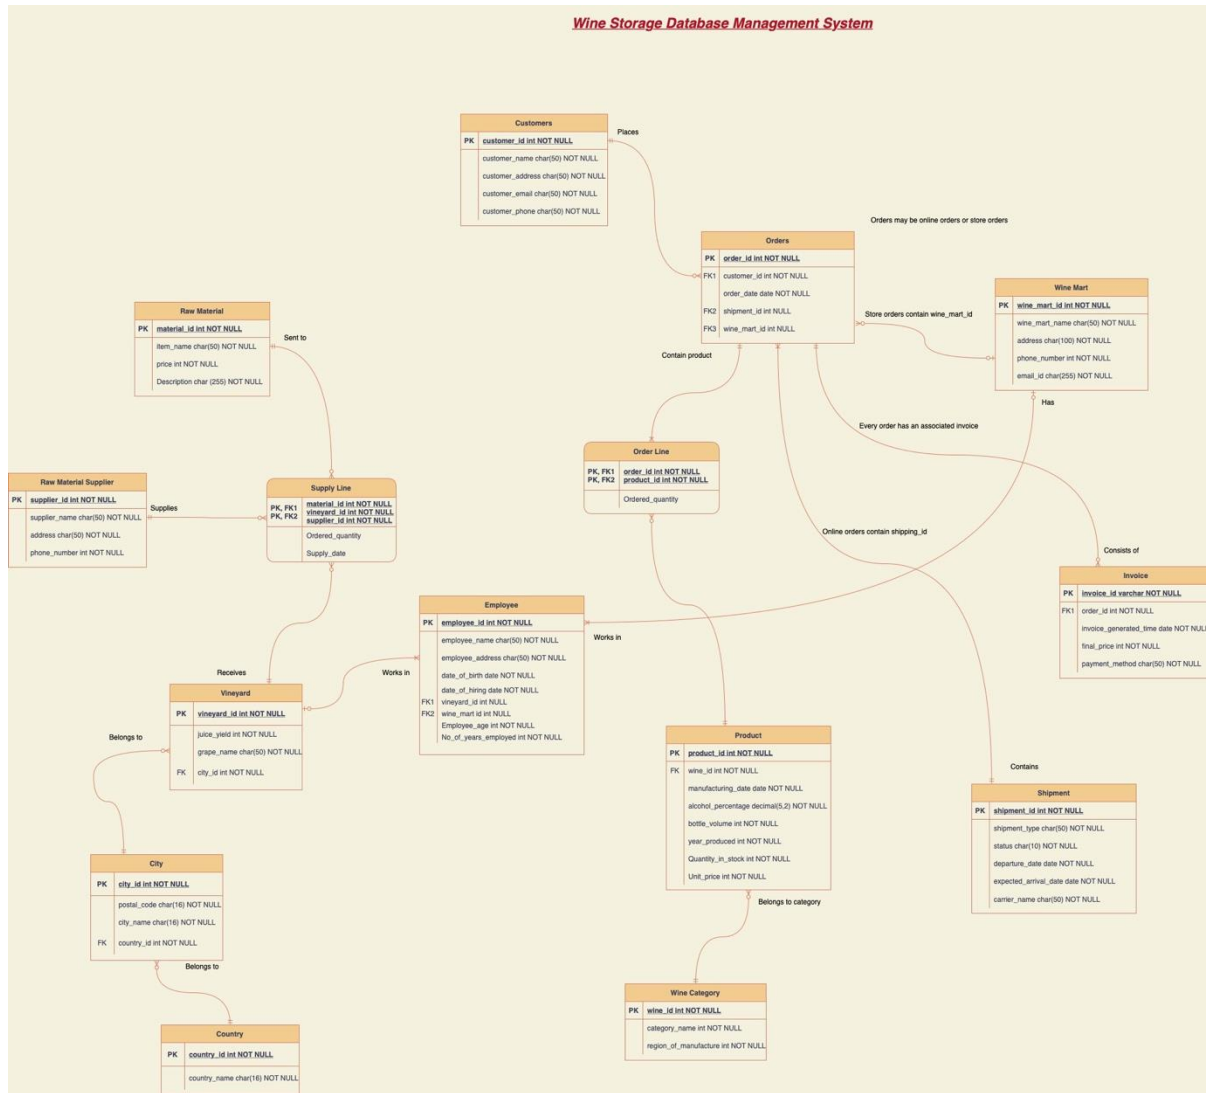 Wine Storage Database Management System
Customers
PK customer_id int NOT NULL
customer_name char(50) NOT NULL
customer_address char(50) NOT NULL
customer_email char(50) NOT NULL
customer_phone char(50) NOT NULL
Places
Orders may be online orders or store orders
Orders
PK order_id int NOT NULL
FK1 customer_id int NOT NULL
order_date date NOT NULL
FK2 shipment_id int NULL
FK3 wine_mart_id int NULL
Store orders contain wine_mart_id
Wine Mart
PK wine_mart_id int NOT NULL
wine_mart_name char(50) NOT NULL
address char(100) NOT NULL
phone_number int NOT NULL
email_id char(255) NOT NULL
Has
Raw Material
PK material_id int NOT NULL
item_name char(50) NOT NULL
price int NOT NULL
Description char (255) NOT NULL
Sent to
Contain product
Every order has an associated invoice
Order Line
PK, FK1 order_id int NOT NULL
PK, FK2 product_id int NOT NULL
Ordered_quantity
Raw Material Supplier
PK supplier_id int NOT NULL
supplier_name char(50) NOT NULL
address char(50) NOT NULL
phone_number int NOT NULL
Supplies
Supply Line
PK, FK1 material_id int NOT NULL
PK, FK2 vineyard_id int NOT NULL
supplier_id int NOT NULL
Ordered_quantity
Supply_date
Online orders contain shipping_id
Consists of
Invoice
PK invoice_id varchar NOT NULL
FK1 order_id int NOT NULL
invoice_generated_time date NOT NUL
final_price int NOT NULL
payment_method char(50) NOT NULL
Employee
PK employee_id int NOT NULL
employee_name char(50) NOT NULL
employee_address char(50) NOT NULL
date_of_birth date NOT NULL
date_of_hiring date NOT NULL
FK1 vineyard_id int NULL
FK2 wine_mart id int NULL
Employee_age int NOT NULL
No_of_years_employed int NOT NULL
Works in
Works in
Receives
Vineyard
PK vineyard_id int NOT NULL
juice_yield int NOT NULL
grape_name char(50) NOT NULL
FK city_id int NOT NULL
Belongs to
Product
PK product_id int NOT NULL
FK wine_id int NOT NULL
manufacturing_date date NOT NULL
alcohol_percentage decimal(5,2) NOT NULL
bottle_volume int NOT NULL
year_produced int NOT NULL
Quantity_in_stock int NOT NULL
Unit_price int NOT NULL
Contains
Shipment
PK shipment_id int NOT NULL
shipment_type char(50) NOT NULL
status char(10) NOT NULL
departure_date date NOT NULL
expected_arrival_date date NOT NULL
carrier_name char(50) NOT NULL
City
PK city_id int NOT NULL
postal_code char(16) NOT NULL
city_name char(16) NOT NULL
FK country_id int NOT NULL
Belongs to category
Belongs to
Wine Category
PK wine_id int NOT NULL
category_name int NOT NULL
region_of_manufacture int NOT NULL
Country
PK country_id int NOT NULL
country_name char(16) NOT NULL